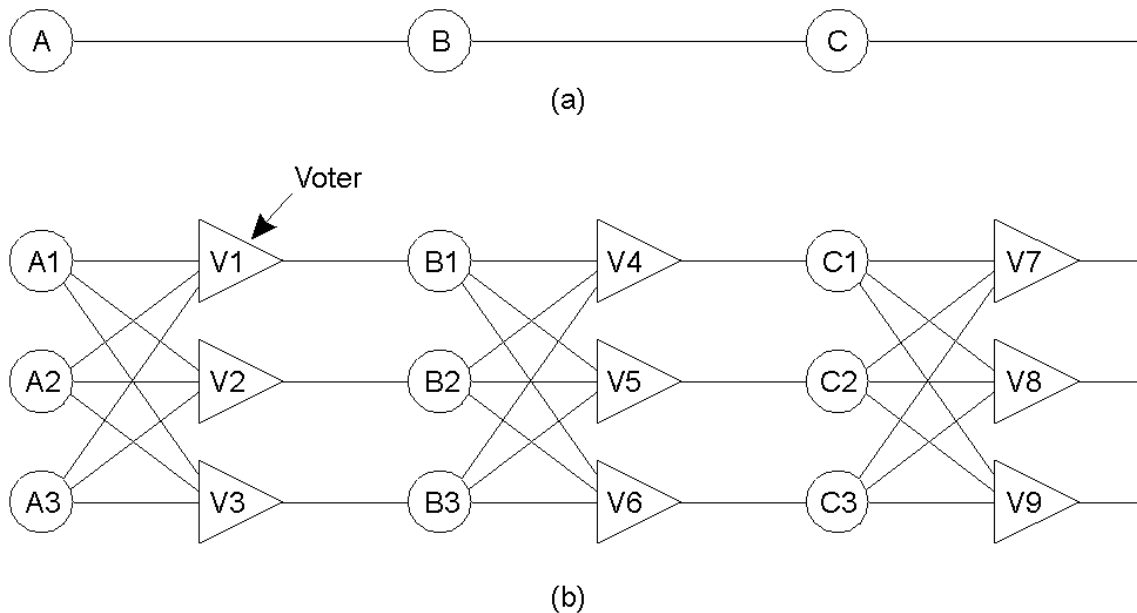 A B C
(a)
Voter
A1 V1 B1 V4 C1 V7
A2 V2 B2 V5 C2 V8
A3 V3 B3 V6 C3 V9
(b)